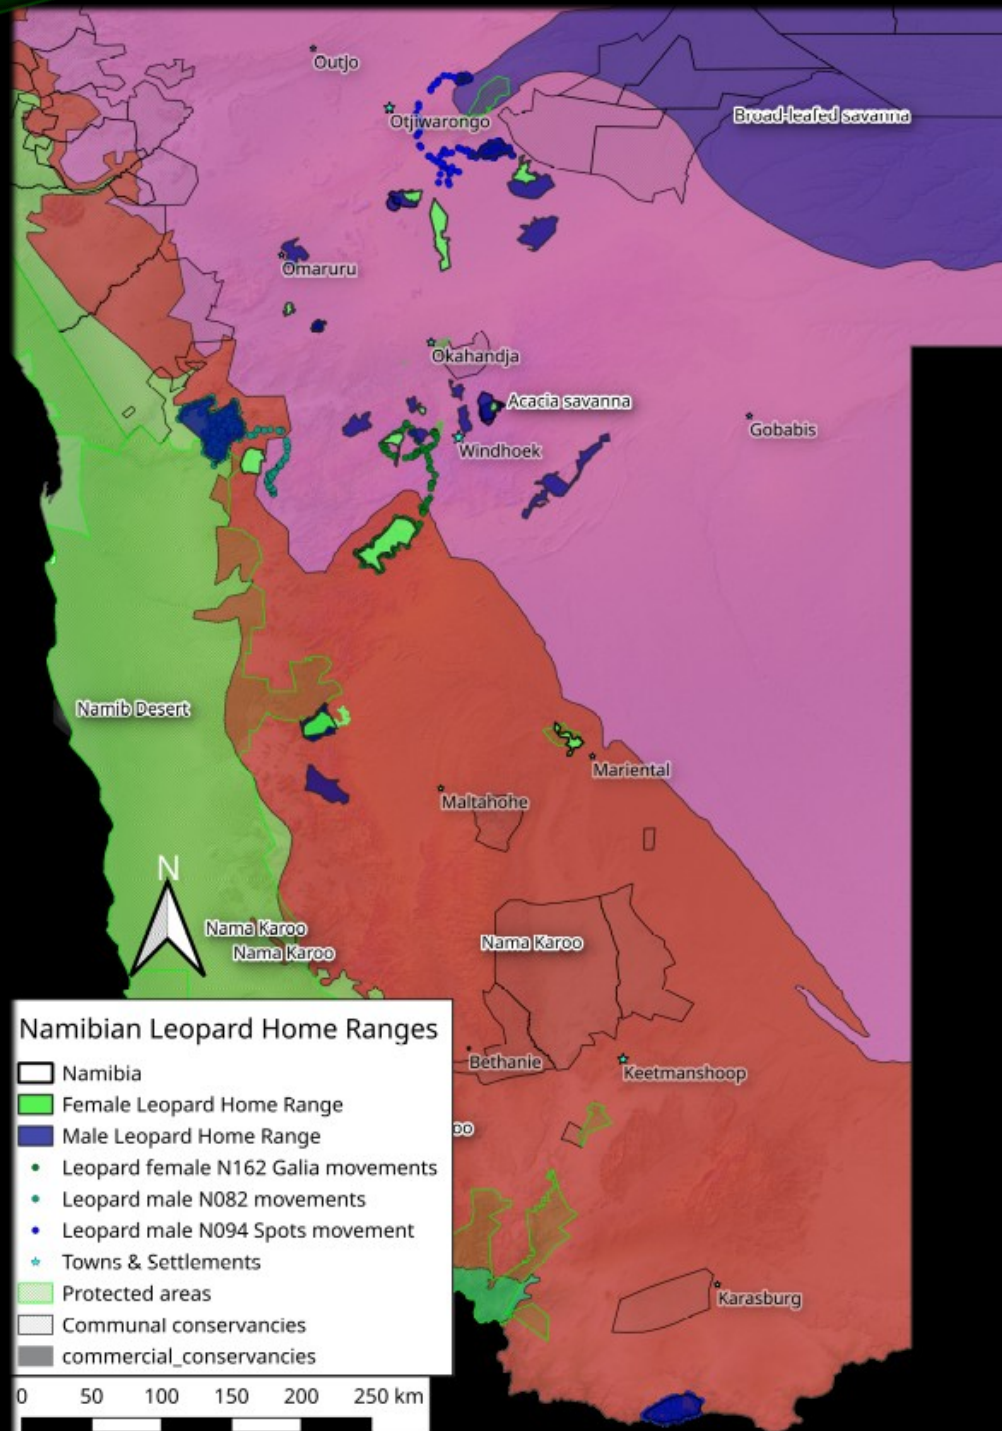 Outjo
Otjiwarongo
Broad-leafed savanna
Omaruru
Okahandja
Acacia savanna
Gobabis
Windhoek
Namib Desert
Mariental
Maltahohe
N
Nama Karoo
Nama Karoo
Nama Karoo
Bethanie
Keetmanshoop
oo
Karasburg
Namibian Leopard Home Ranges
Namibia
Female Leopard Home Range
Male Leopard Home Range
Leopard female N162 Galia movements
Leopard male N082 movements
Leopard male N094 Spots movement
Towns & Settlements
Protected areas
Communal conservancies
commercial_conservancies
0 50 100 150 200 250 km